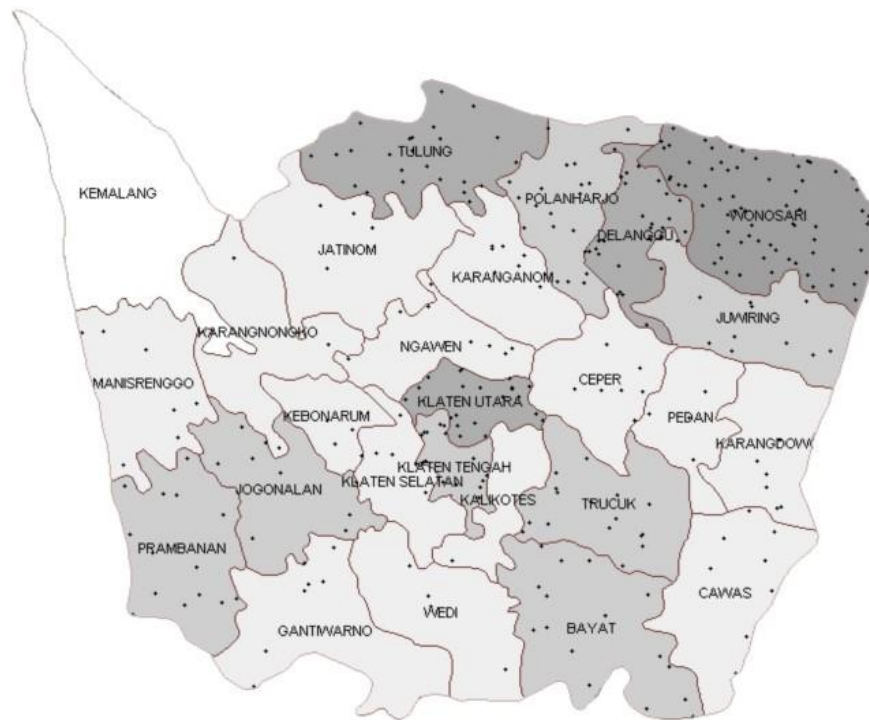 TULUNG
KEMALANG
POLANHARJO
WONOSARI
DELANGGU
JATINOM
KARANGANOM
JUWIRING
KARANGNONGKO
NGAWEN
MANISRENGGO
CEPER
KLATEN UTARA
KEBONARUM
PEDAN
KARANGDOWO
KLATEN TENGAH
KLATEN SELATAN
JOGONALAN
KALIKOTES
TRUCUK
PRAMBANAN
CAWAS
WEDI
GANTIWARNO
BAYAT